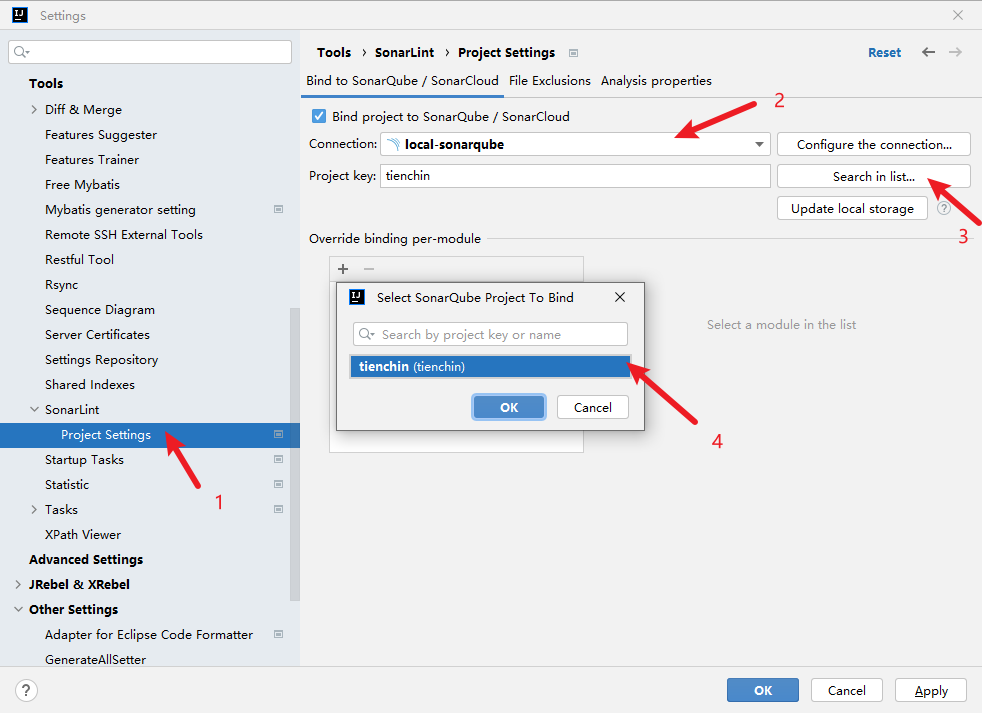 Settings
Tools › SonarLint › Project Settings
Reset
Bind to SonarQube / SonarCloud File Exclusions Analysis properties
Bind project to SonarQube / SonarCloud
Connection: local-sonarqube Configure the connection...
Project key: tienchin Search in list...
Update local storage ?
Override binding per-module
+ −
Select a module in the list
Select SonarQube Project To Bind
Search by project key or name
tienchin (tienchin)
OK Cancel
1
2
3
4
Tools
Diff & Merge
Features Suggester
Features Trainer
Free Mybatis
Mybatis generator setting
Remote SSH External Tools
Restful Tool
Rsync
Sequence Diagram
Server Certificates
Settings Repository
Shared Indexes
SonarLint
Project Settings
Startup Tasks
Statistic
Tasks
XPath Viewer
Advanced Settings
JRebel & XRebel
Other Settings
Adapter for Eclipse Code Formatter
GenerateAllSetter
? OK Cancel Apply